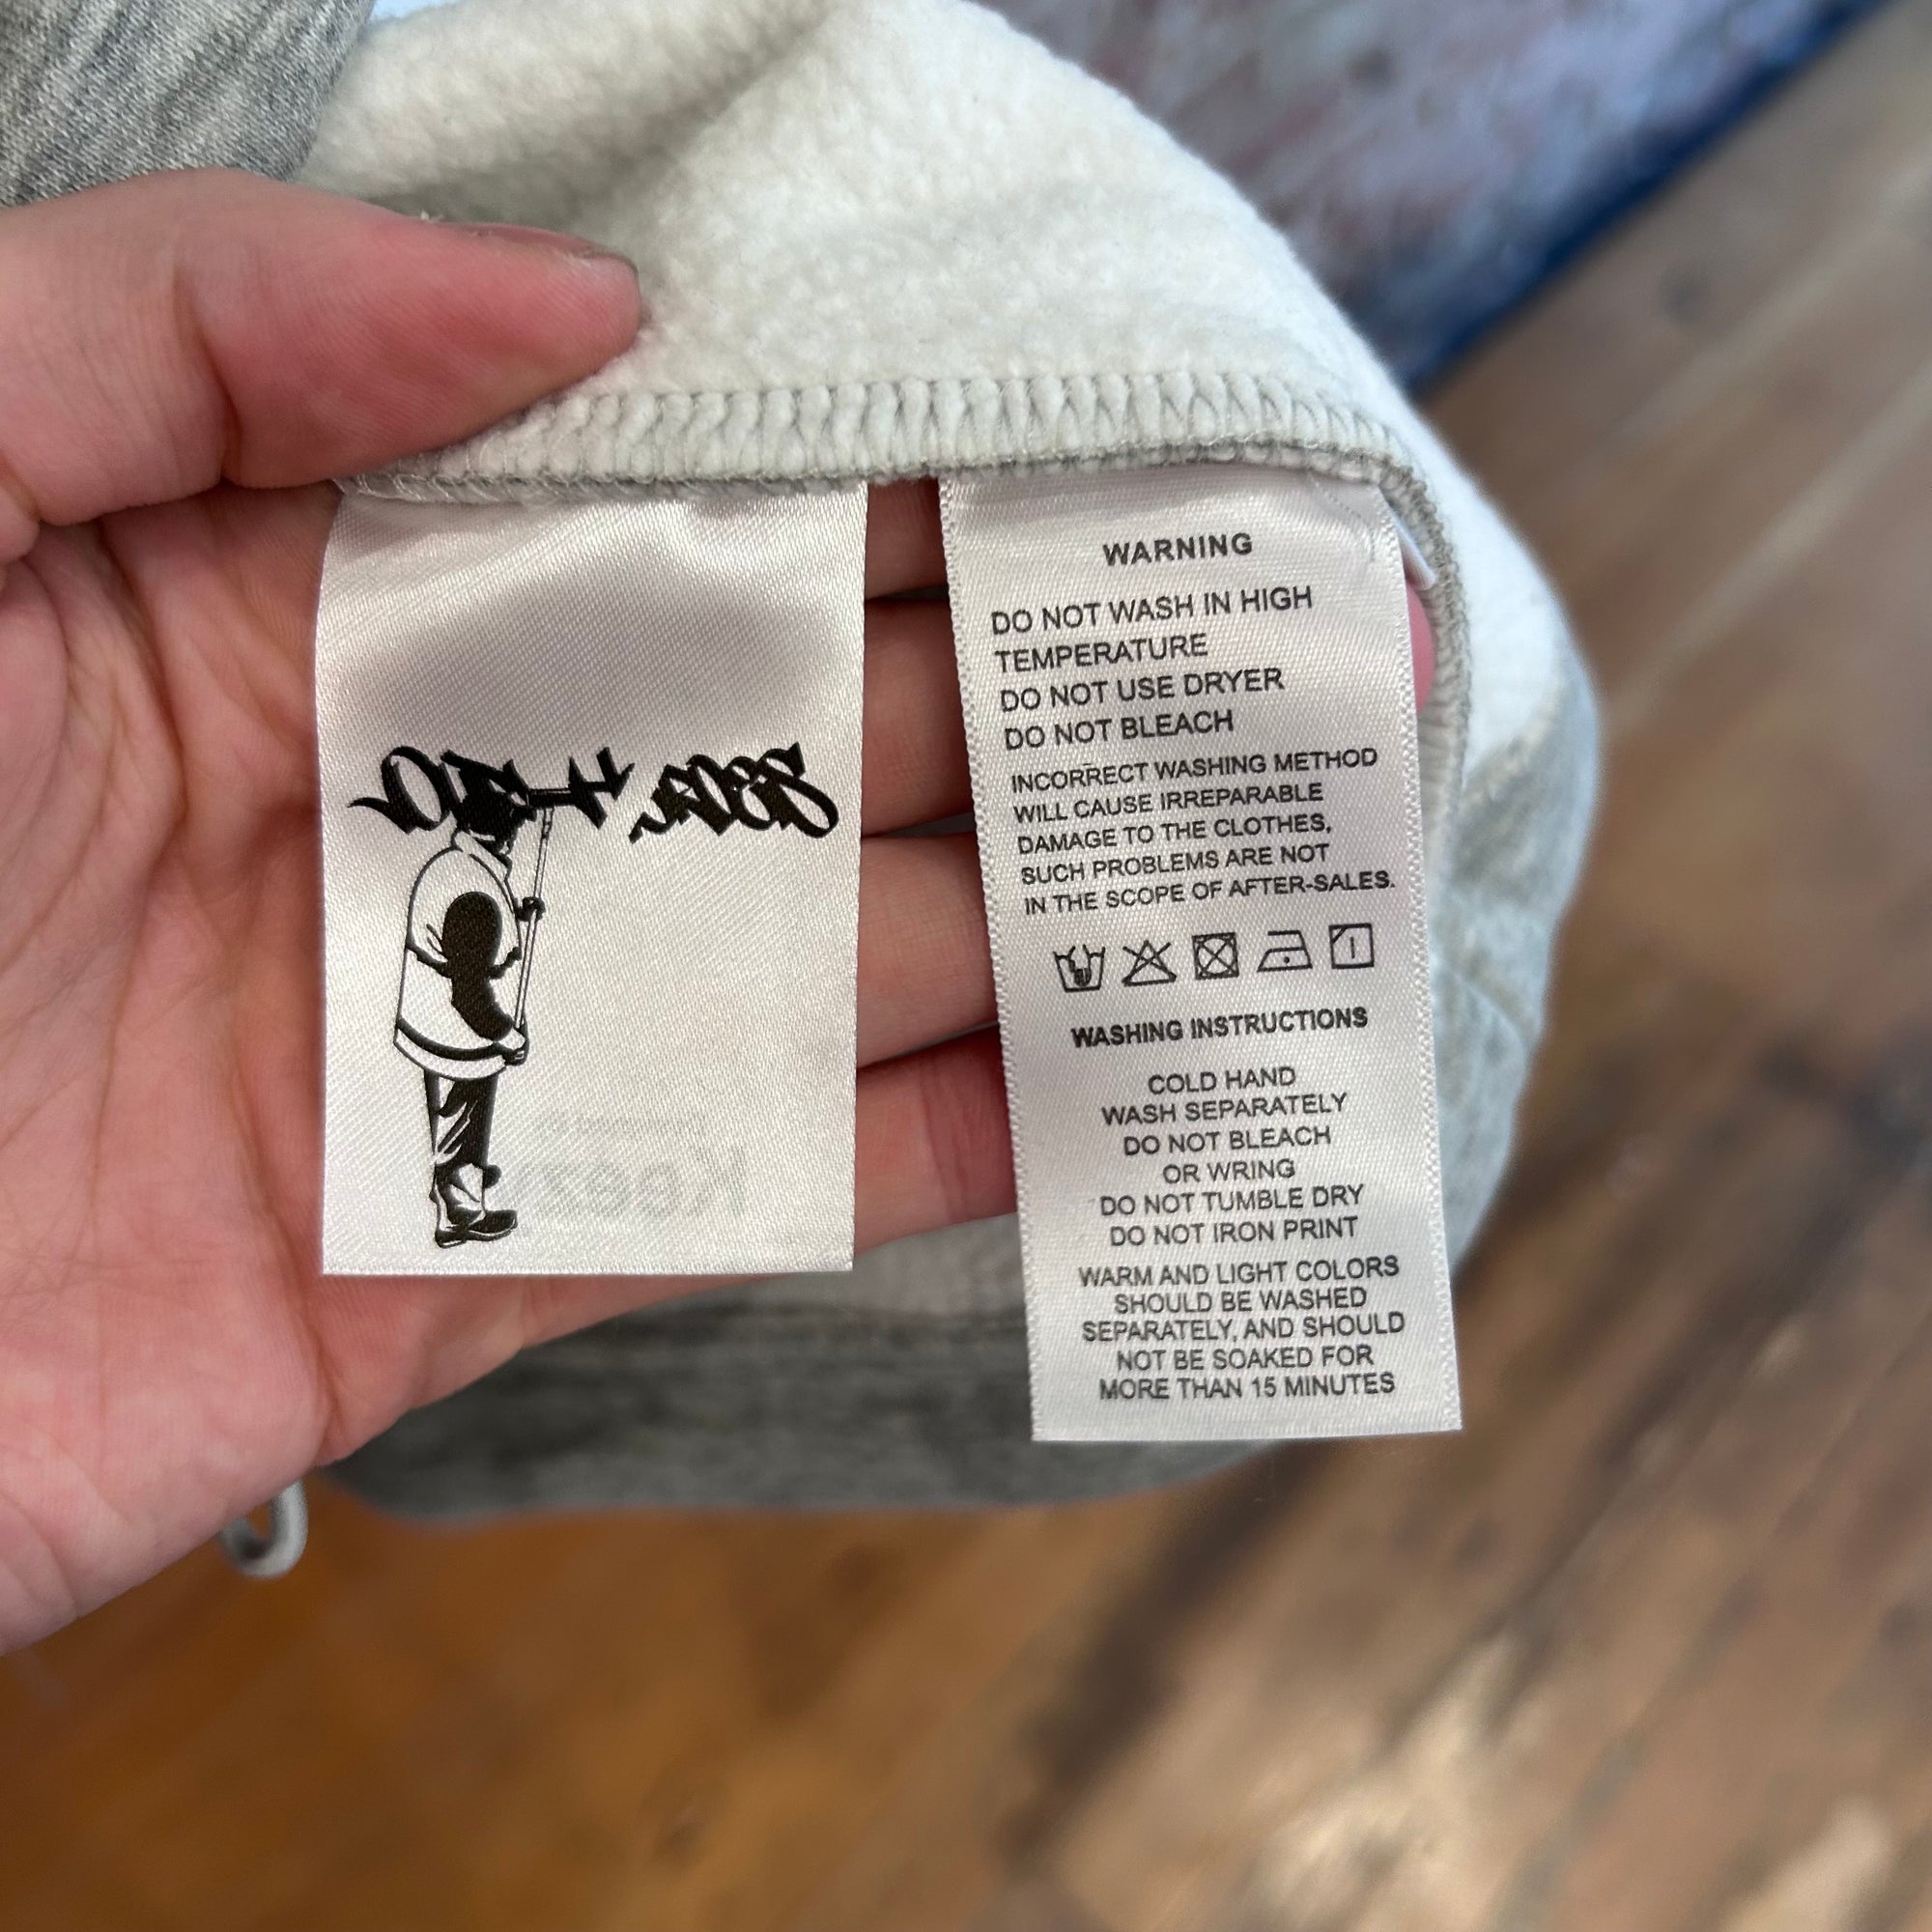 WARNING
DO NOT WASH IN HIGH
TEMPERATURE
DO NOT USE DRYER
DO NOT BLEACH
INCORRECT WASHING METHOD
WILL CAUSE IRREPARABLE
DAMAGE TO THE CLOTHES,
SUCH PROBLEMS ARE NOT
IN THE SCOPE OF AFTER-SALES.
WASHING INSTRUCTIONS
COLD HAND
WASH SEPARATELY
DO NOT BLEACH
OR WRING
DO NOT TUMBLE DRY
DO NOT IRON PRINT
WARM AND LIGHT COLORS
SHOULD BE WASHED
SEPARATELY, AND SHOULD
NOT BE SOAKED FOR
MORE THAN 15 MINUTES